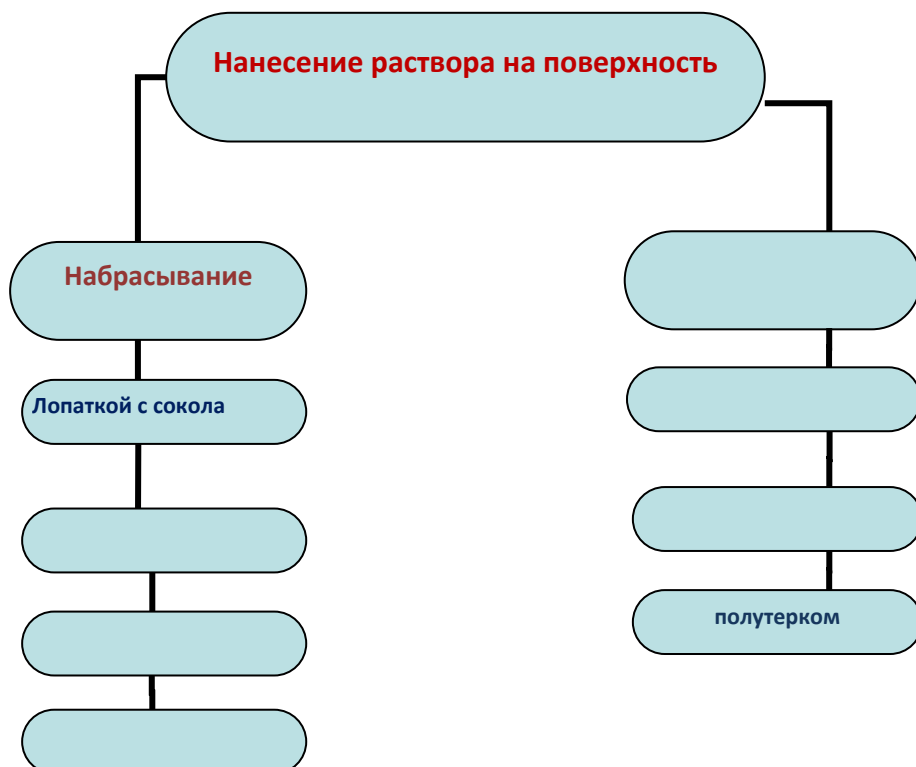 Нанесение раствора на поверхность
Набрасывание
Лопаткой с сокола
полутерком